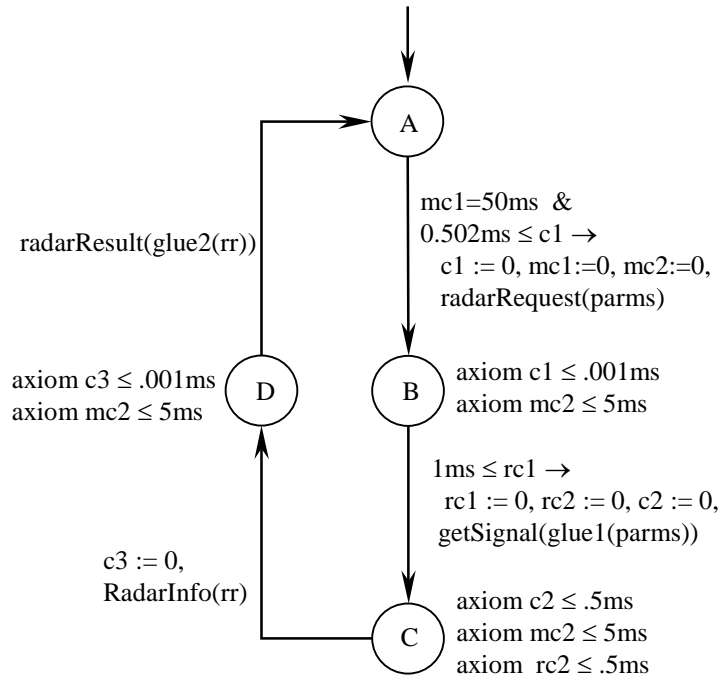 A
mc1=50ms &
0.502ms ≤ c1 →
c1 := 0, mc1:=0, mc2:=0,
radarRequest(parms)
radarResult(glue2(rr))
axiom c3 ≤ .001ms
axiom mc2 ≤ 5ms
D
B
axiom c1 ≤ .001ms
axiom mc2 ≤ 5ms
1ms ≤ rc1 →
rc1 := 0, rc2 := 0, c2 := 0,
getSignal(glue1(parms))
c3 := 0,
RadarInfo(rr)
C
axiom c2 ≤ .5ms
axiom mc2 ≤ 5ms
axiom rc2 ≤ .5ms